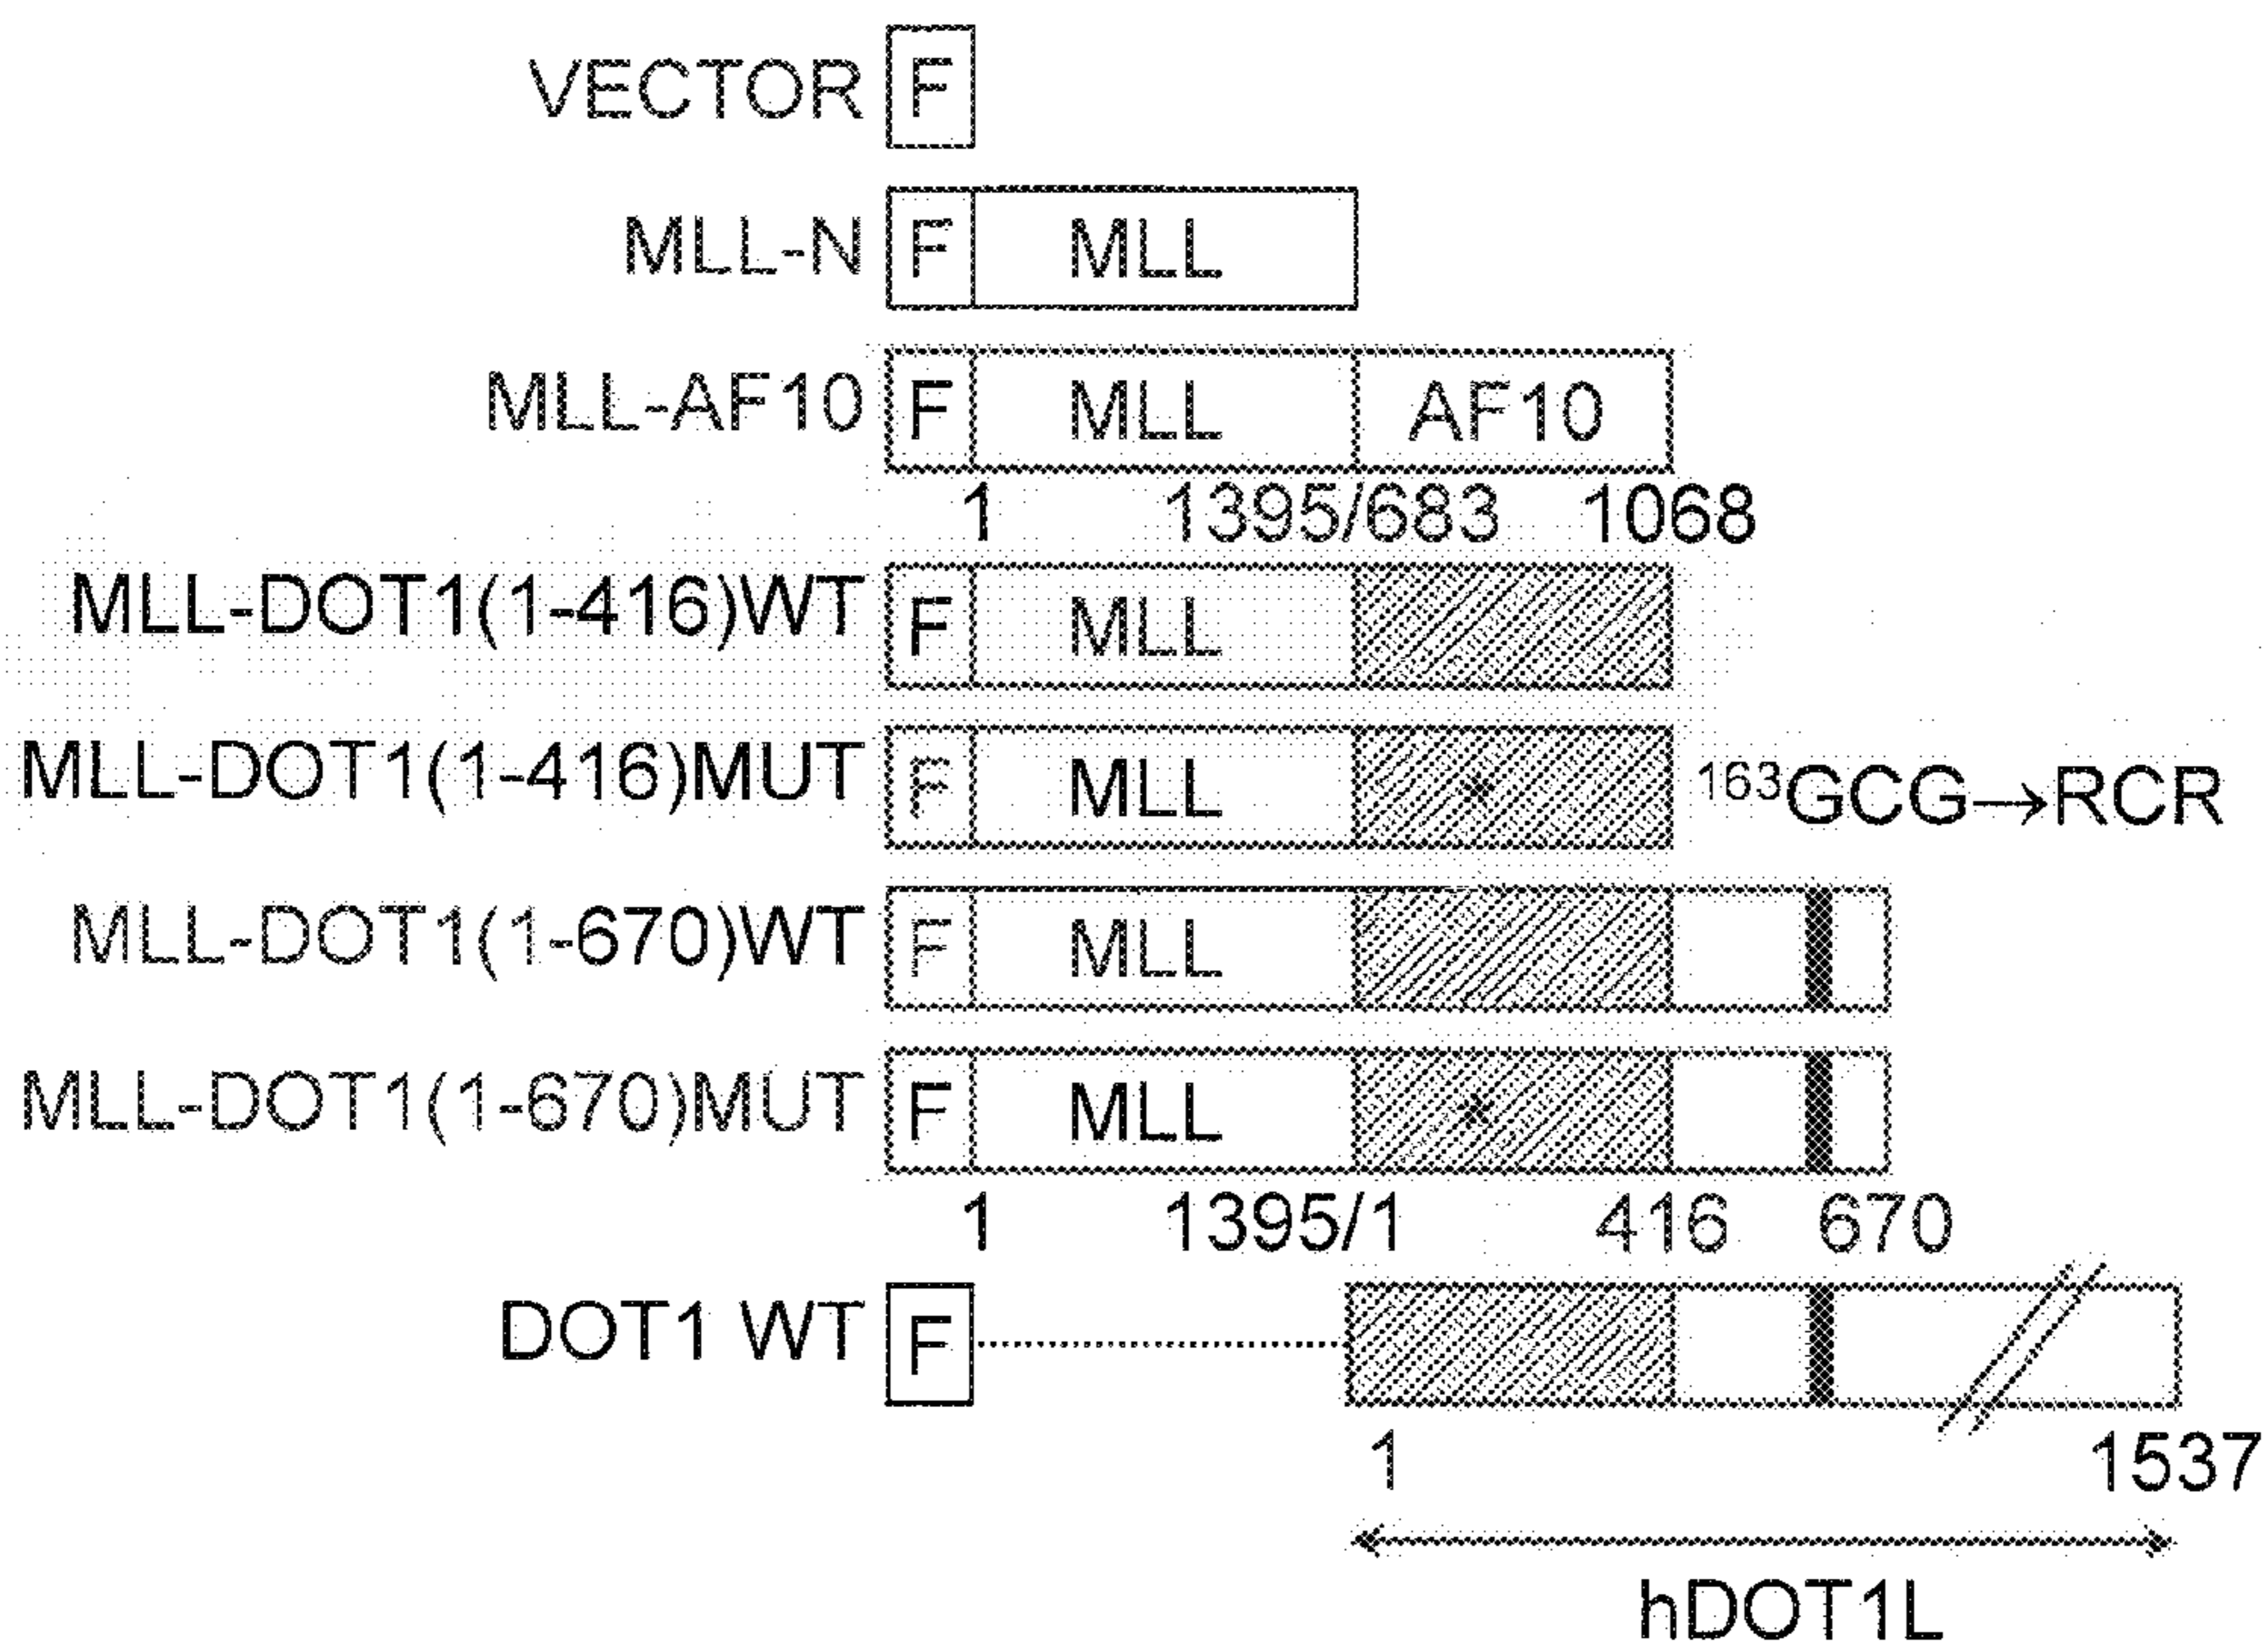 VECTOR F
MLL-N F MLL
MLL-AF10 F MLL AF10
1 1395/683 1068
MLL-DOT1(1-416)WT F MLL
MLL-DOT1(1-416)MUT F MLL * ¹⁶³GCG→RCR
MLL-DOT1(1-670)WT F MLL
MLL-DOT1(1-670)MUT F MLL *
1 1395/1 416 670
DOT1 WT F
1 1537
hDOT1L